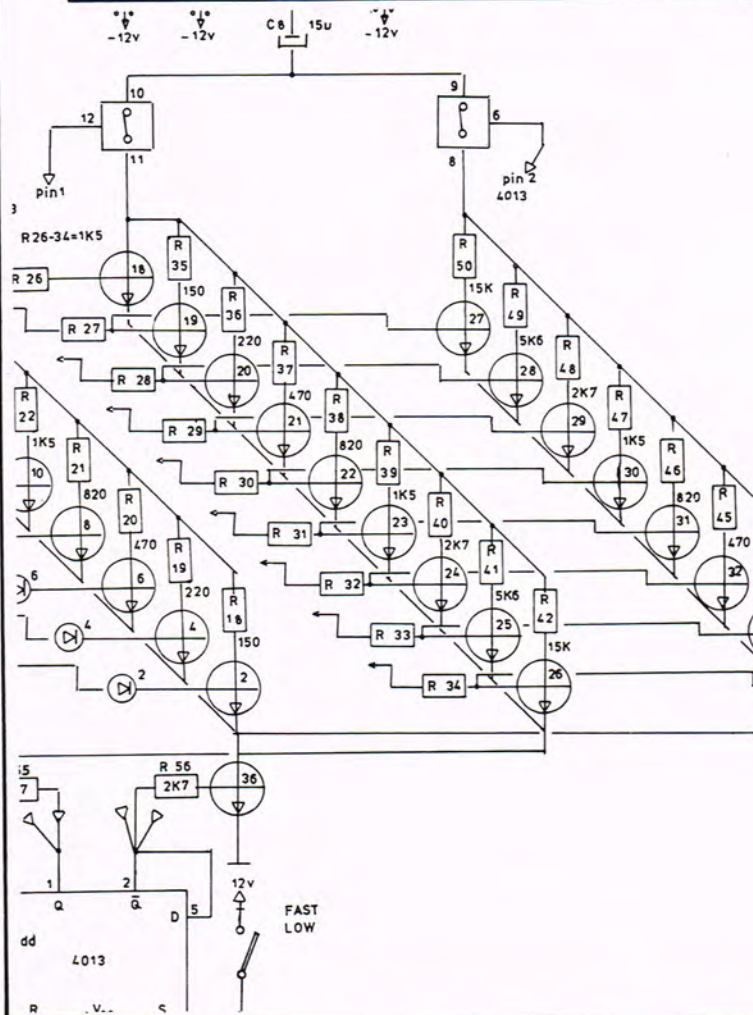 -12v -12v C8 15u -12v
10 9
12 6
11 8
pin1 pin 2
4013
R26-34=1K5
R 26 18 R 35 R 50
150 15K
R 27 19 R 36 27 R 49
220 5K6
R 28 20 R 37 28 R 48
470 2K7
R 22 R 29 21 R 38 29 R 47
1K5 820 1K5
10 R 21 R 30 22 R 39 30 R 46
820 1K5 820
8 R 20 R 31 23 R 40 31 R 45
470 2K7 470
6 6 R 19 R 32 24 R 41 32
220 5K6
4 4 R 18 R 33 25 R 42
150 15K
2 2 R 34 26
R 56
2K7 36
1 2 12v
Q Q̅ FAST
D 5 LOW
dd
4013